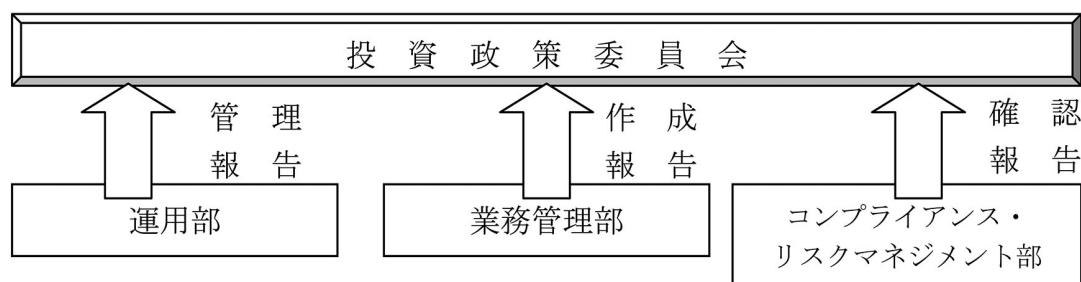 投資政策委員会
管理
報告
作成
報告
確認
報告
運用部
業務管理部
コンプライアンス・
リスクマネジメント部